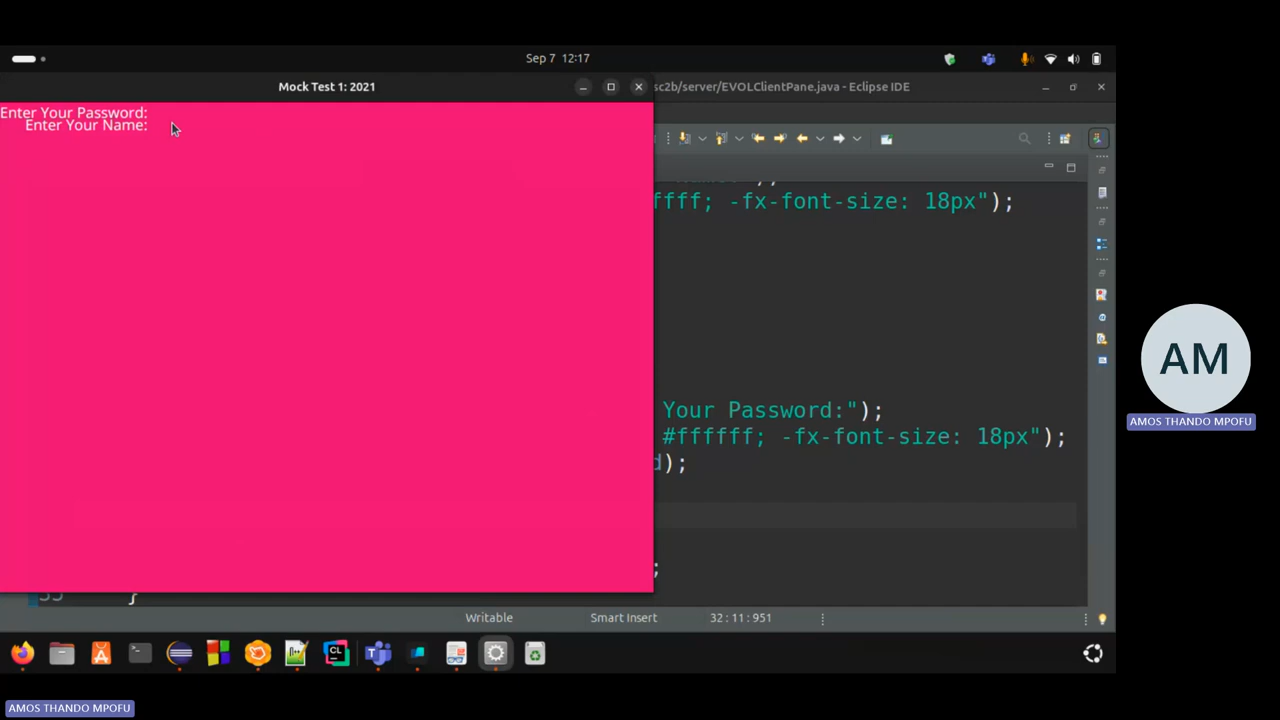 Sep 7 12:17
Mock Test 1: 2021
sc2b/server/EVOLClientPane.java - Eclipse IDE
Enter Your Password:
Enter Your Name:
ffff; -fx-font-size: 18px");
Your Password:");
#ffffff; -fx-font-size: 18px");
d);
;
}
Writable
Smart Insert
32 : 11 : 951
CL
AM
AMOS THANDO MPOFU
AMOS THANDO MPOFU